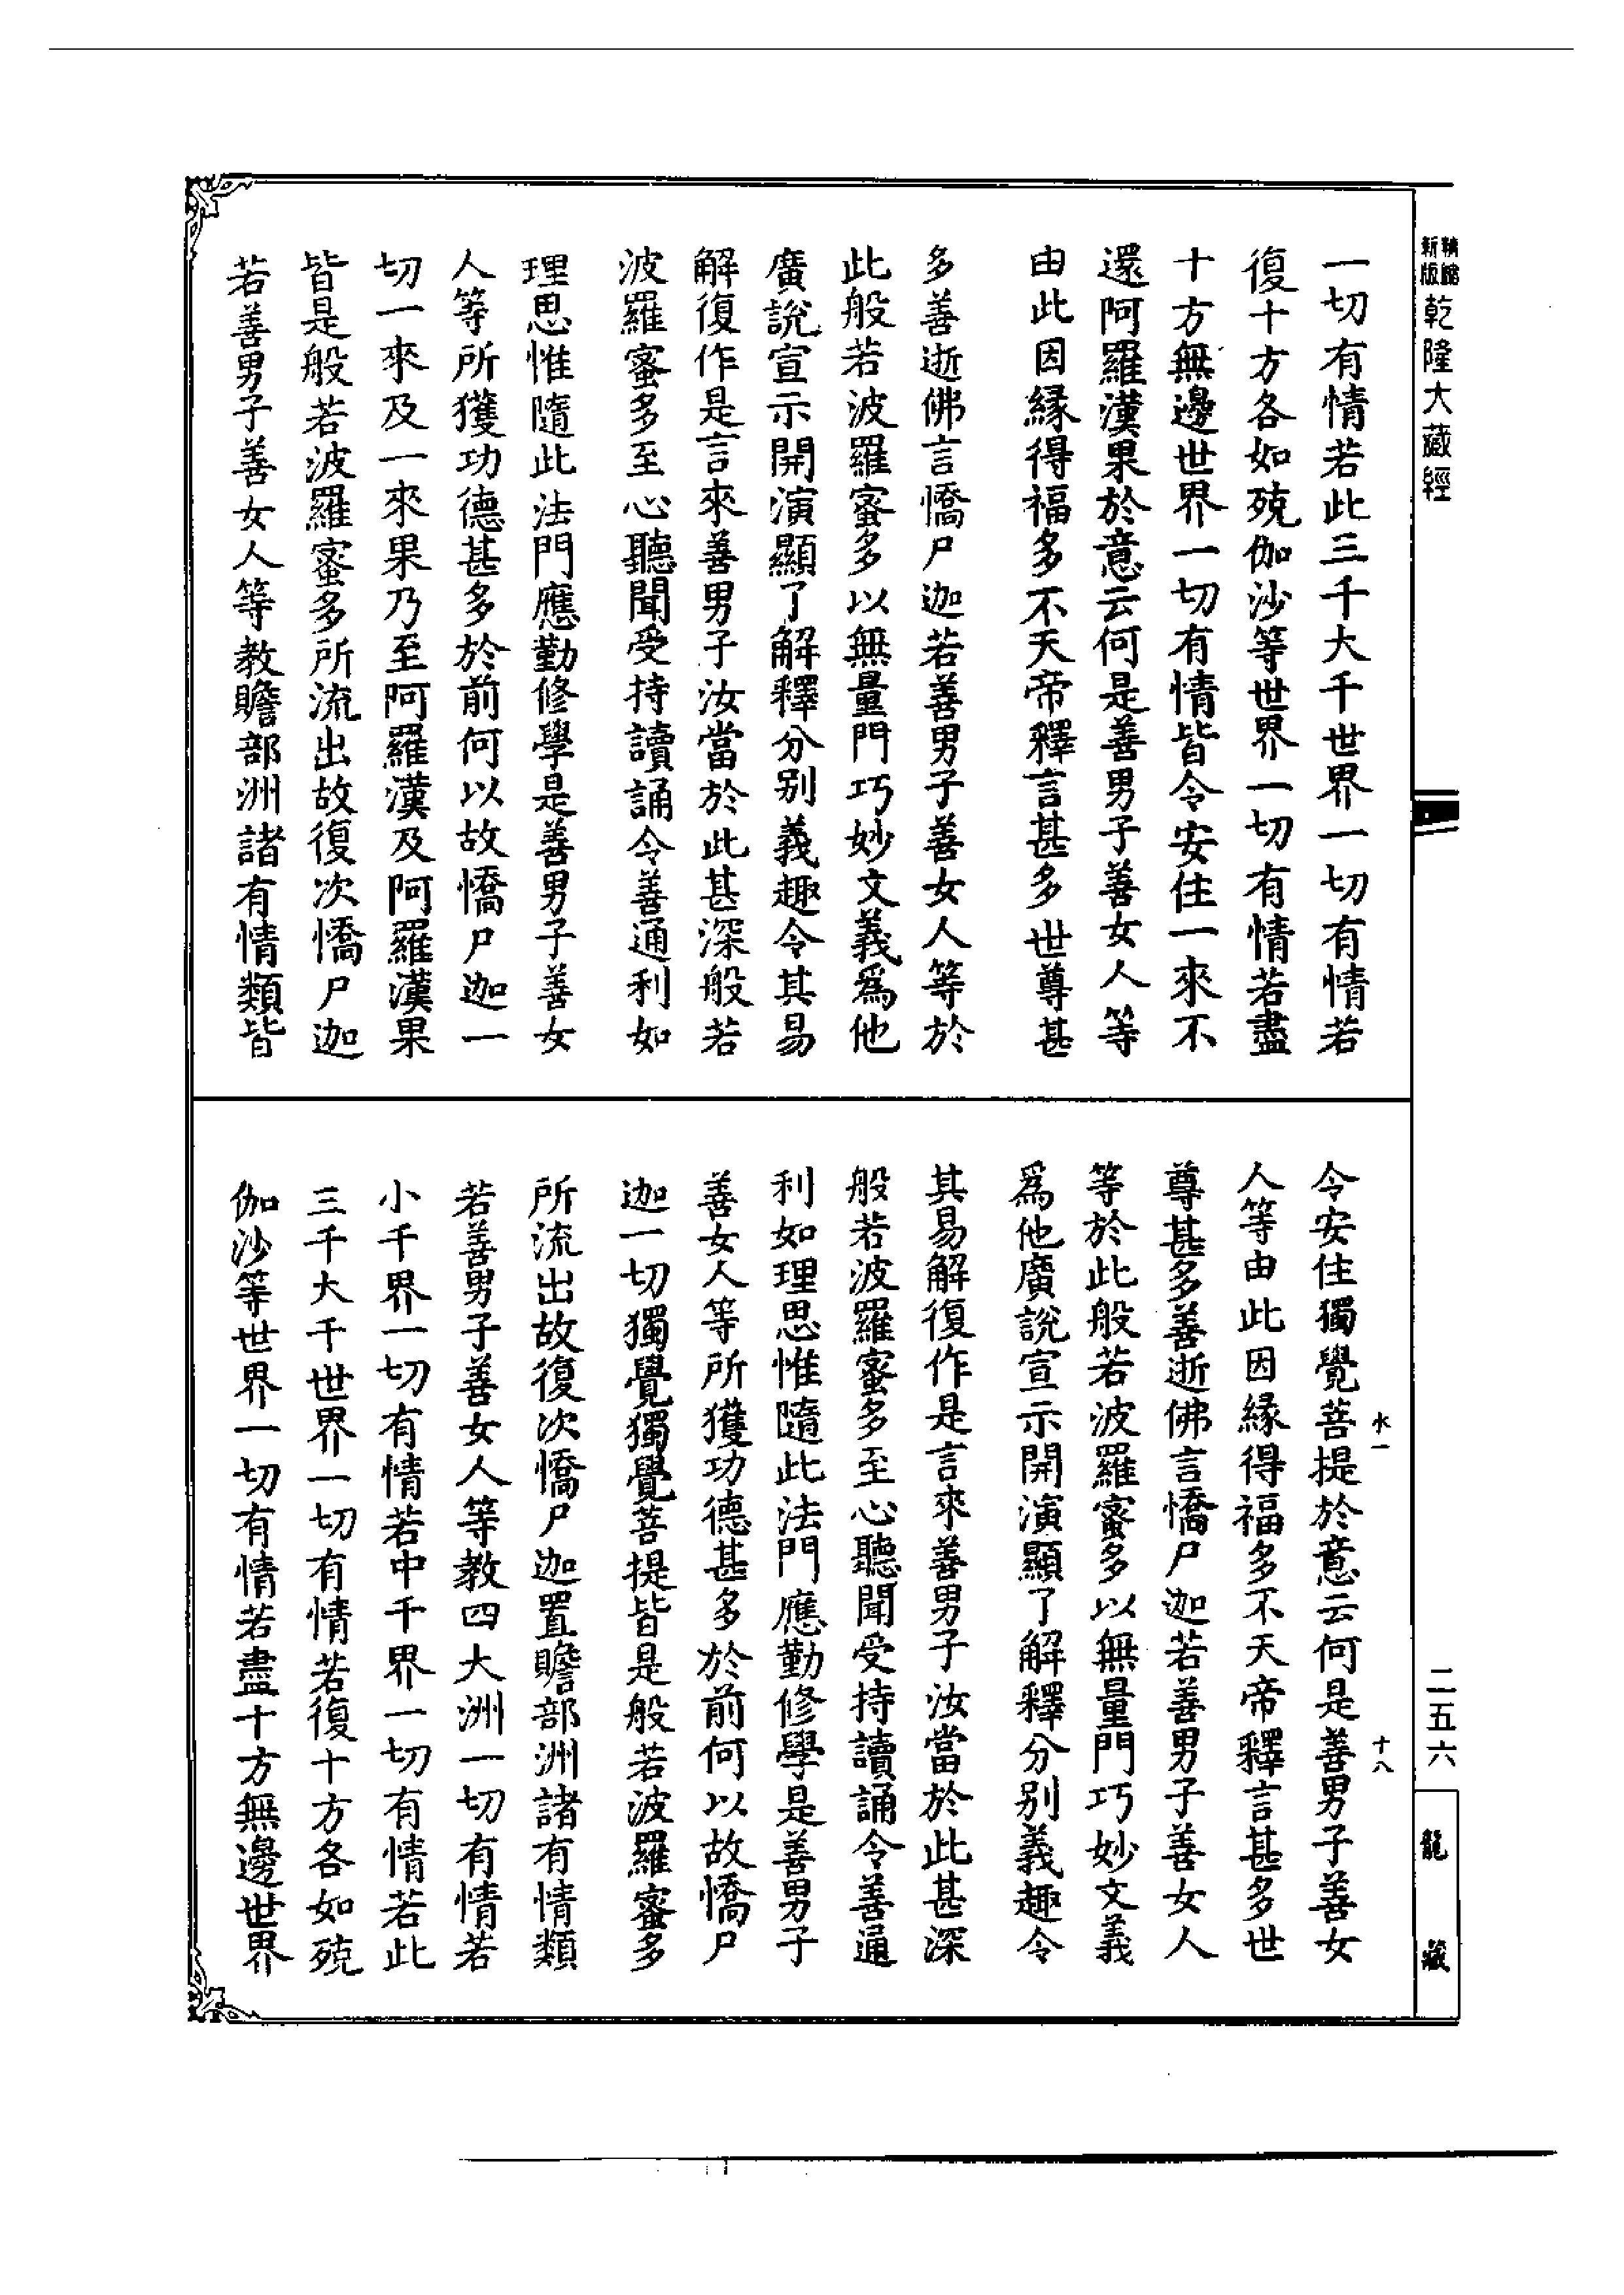 新版
精縮
乾隆大藏經
一切有情若此三千大千世界一切有情若
復十方各如殑伽沙等世界一切有情若盡
十方無邊世界一切有情皆令安住一來不
還阿羅漢果於意云何是善男子善女人等
由此因緣得福多不天帝釋言甚多世尊甚
多善逝佛言憍尸迦若善男子善女人等於
此般若波羅蜜多以無量門巧妙文義為他
廣說宣示開演顯了解釋分別義趣令其易
解復作是言來善男子汝當於此甚深般若
波羅蜜多至心聽聞受持讀誦令善通利如
理思惟隨此法門應勤修學是善男子善女
人等所獲功德甚多於前何以故憍尸迦一
切一來及一來果乃至阿羅漢及阿羅漢果
皆是般若波羅蜜多所流出故復次憍尸迦
若善男子善女人等教贍部洲諸有情類皆
水一
十八
令安住獨覺菩提於意云何是善男子善女
人等由此因緣得福多不天帝釋言甚多世
尊甚多善逝佛言憍尸迦若善男子善女人
等於此般若波羅蜜多以無量門巧妙文義
為他廣說宣示開演顯了解釋分別義趣令
其易解復作是言來善男子汝當於此甚深
般若波羅蜜多至心聽聞受持讀誦令善通
利如理思惟隨此法門應勤修學是善男子
善女人等所獲功德甚多於前何以故憍尸
迦一切獨覺獨覺菩提皆是般若波羅蜜多
所流出故復次憍尸迦置贍部洲諸有情類
若善男子善女人等教四大洲一切有情若
小千界一切有情若中千界一切有情若此
三千大千世界一切有情若復十方各如殑
伽沙等世界一切有情若盡十方無邊世界
二五六
龍藏